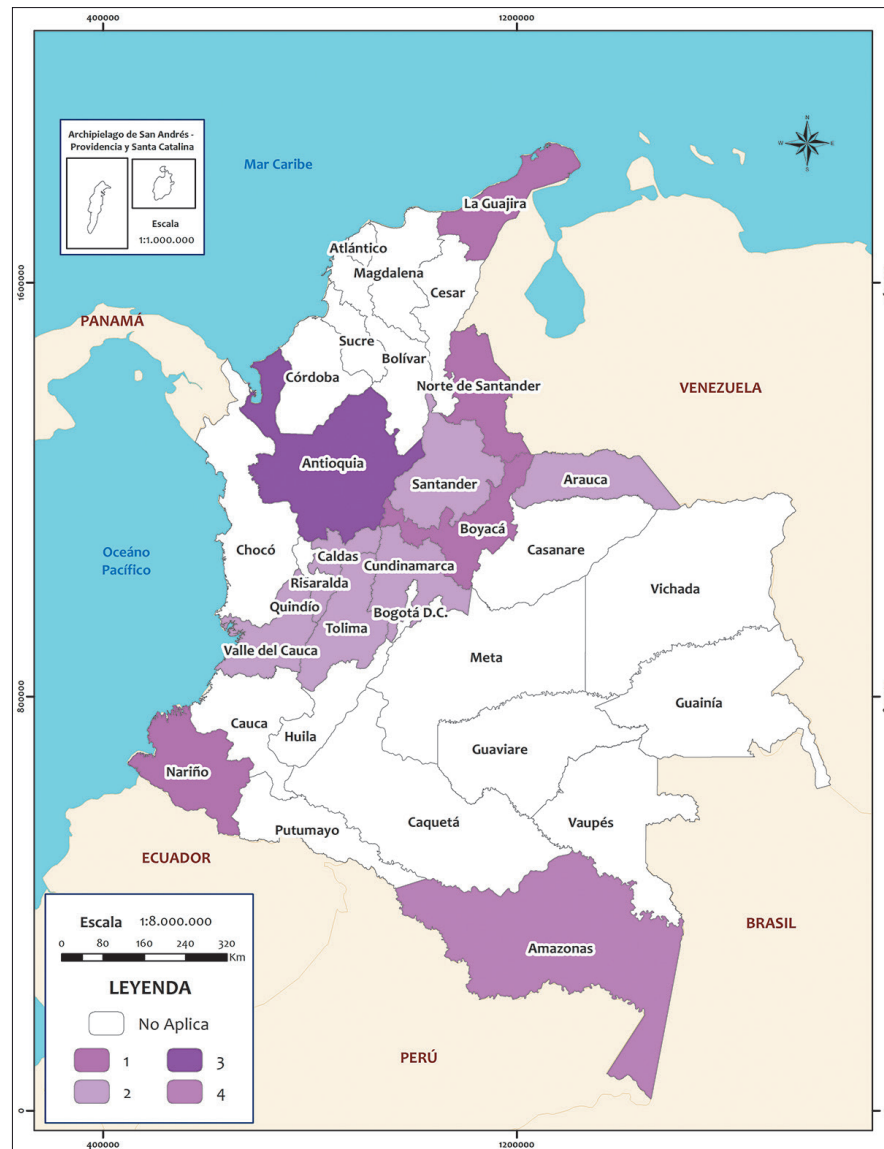 400000
1200000
Archipielago de San Andrés -
Providencia y Santa Catalina
Escala
1:1.000.000
Mar Caribe
N
W
E
S
La Guajira
Atlántico
Magdalena
Cesar
1600000
PANAMÁ
Sucre
Bolívar
Córdoba
Norte de Santander
VENEZUELA
Antioquia
Santander
Arauca
Boyacá
Océano
Pacífico
Chocó
Caldas
Cundinamarca
Casanare
Risaralda
Vichada
Quindío
Bogotá D.C.
Tolima
Valle del Cauca
Meta
800000
Guainía
Cauca
Huila
Guaviare
Nariño
Caquetá
Vaupés
Putumayo
ECUADOR
BRASIL
Amazonas
Escala 1:8.000.000
0 80 160 240 320
Km
LEYENDA
No Aplica
1 3
2 4
PERÚ
0
400000
1200000